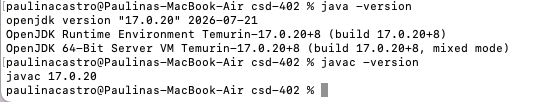 [paulinacastro@Paulinas-MacBook-Air csd-402 % java -version
openjdk version "17.0.20" 2026-07-21
OpenJDK Runtime Environment Temurin-17.0.20+8 (build 17.0.20+8)
OpenJDK 64-Bit Server VM Temurin-17.0.20+8 (build 17.0.20+8, mixed mode)
[paulinacastro@Paulinas-MacBook-Air csd-402 % javac -version
javac 17.0.20
paulinacastro@Paulinas-MacBook-Air csd-402 %